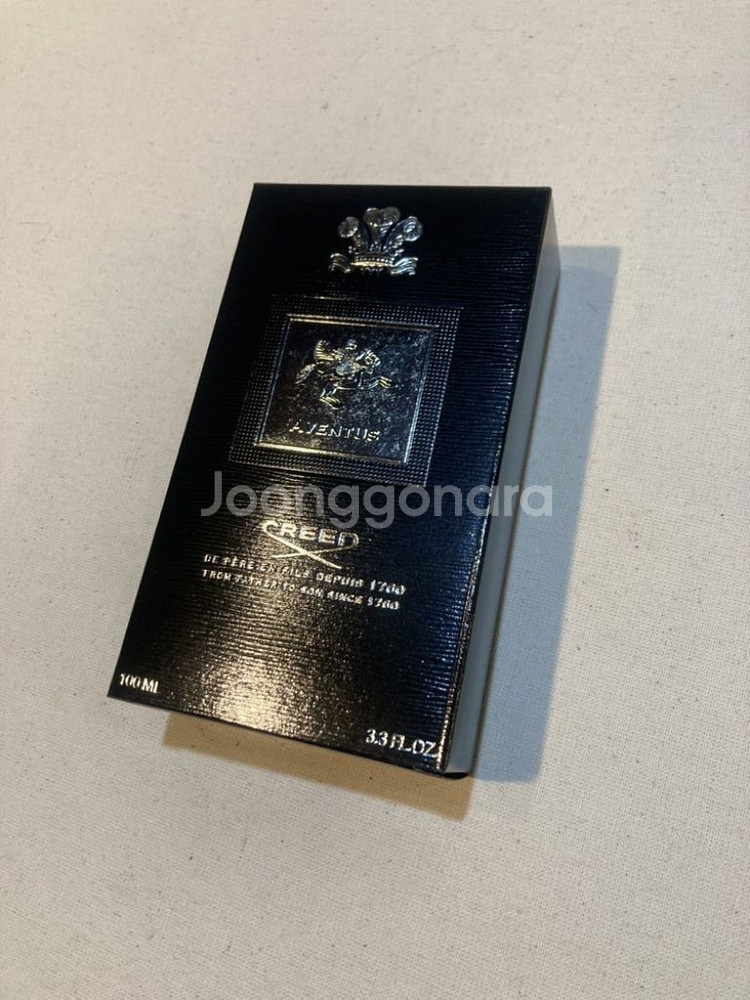 AVENTUS
Joonggonara
CREED
DE PÈRE EN FILS DEPUIS 1760
FROM FATHER TO SON SINCE 1760
100 ML
3.3 FL.OZ